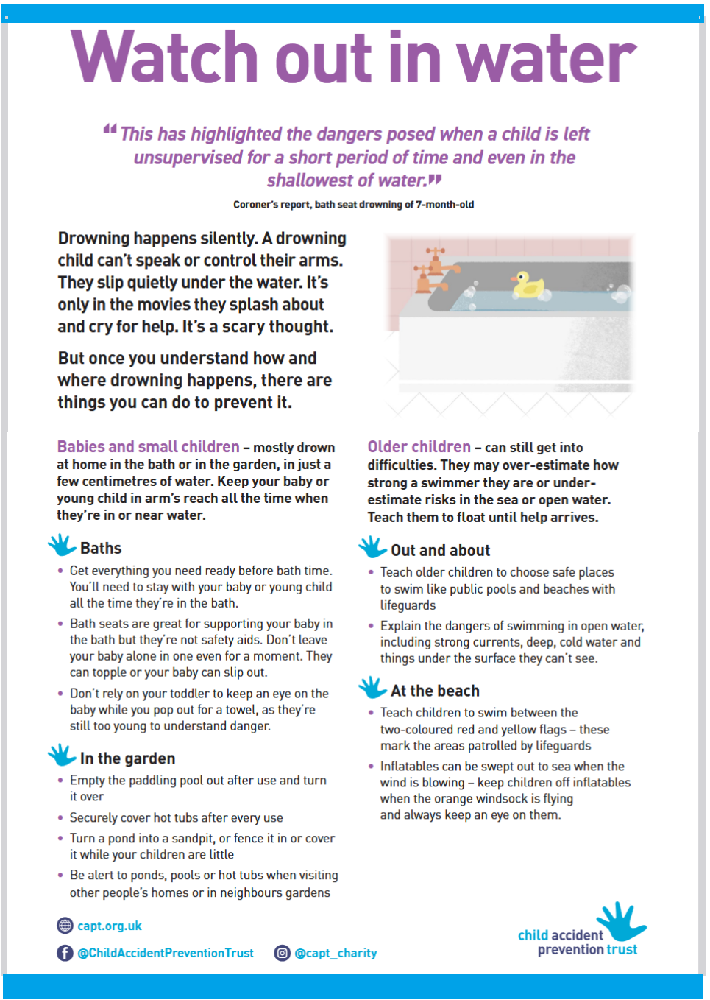 Watch out in water
“This has highlighted the dangers posed when a child is left
unsupervised for a short period of time and even in the
shallowest of water.”
Coroner's report, bath seat drowning of 7-month-old
Drowning happens silently. A drowning
child can't speak or control their arms.
They slip quietly under the water. It's
only in the movies they splash about
and cry for help. It's a scary thought.
But once you understand how and
where drowning happens, there are
things you can do to prevent it.
Babies and small children – mostly drown
at home in the bath or in the garden, in just a
few centimetres of water. Keep your baby or
young child in arm's reach all the time when
they're in or near water.
Baths
• Get everything you need ready before bath time.
You'll need to stay with your baby or young child
all the time they're in the bath.
• Bath seats are great for supporting your baby in
the bath but they're not safety aids. Don't leave
your baby alone in one even for a moment. They
can topple or your baby can slip out.
• Don't rely on your toddler to keep an eye on the
baby while you pop out for a towel, as they're
still too young to understand danger.
In the garden
• Empty the paddling pool out after use and turn
it over
• Securely cover hot tubs after every use
• Turn a pond into a sandpit, or fence it in or cover
it while your children are little
• Be alert to ponds, pools or hot tubs when visiting
other people's homes or in neighbours gardens
Older children – can still get into
difficulties. They may over-estimate how
strong a swimmer they are or under-
estimate risks in the sea or open water.
Teach them to float until help arrives.
Out and about
• Teach older children to choose safe places
to swim like public pools and beaches with
lifeguards
• Explain the dangers of swimming in open water,
including strong currents, deep, cold water and
things under the surface they can't see.
At the beach
• Teach children to swim between the
two-coloured red and yellow flags – these
mark the areas patrolled by lifeguards
• Inflatables can be swept out to sea when the
wind is blowing – keep children off inflatables
when the orange windsock is flying
and always keep an eye on them.
capt.org.uk
@ChildAccidentPreventionTrust
@capt_charity
child accident
prevention trust